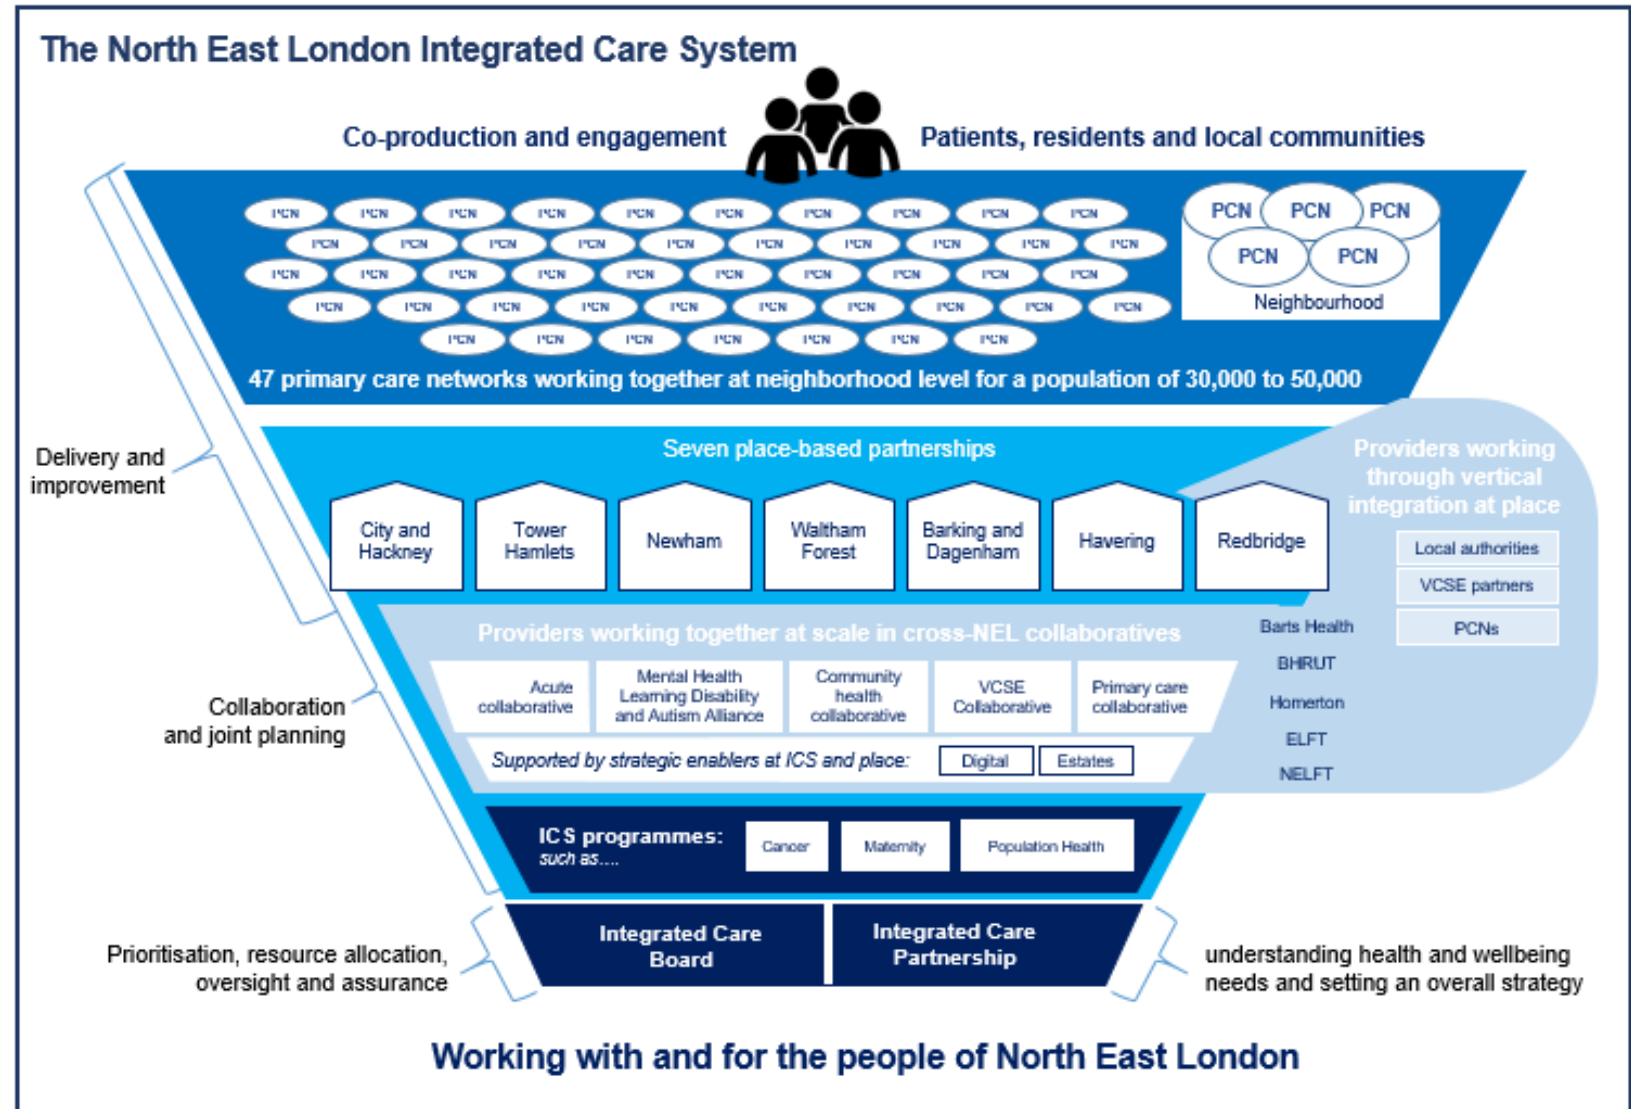 The North East London Integrated Care System
Co-production and engagement
Patients, residents and local communities
PCN PCN PCN PCN PCN PCN PCN PCN PCN PCN
PCN PCN PCN PCN PCN PCN PCN PCN PCN PCN
PCN PCN PCN PCN PCN PCN PCN PCN PCN PCN
PCN PCN PCN PCN PCN PCN PCN PCN PCN PCN
PCN PCN PCN PCN PCN PCN PCN
PCN PCN PCN
PCN PCN
Neighbourhood
47 primary care networks working together at neighborhood level for a population of 30,000 to 50,000
Delivery and
improvement
Seven place-based partnerships
City and
Hackney
Tower
Hamlets
Newham
Waltham
Forest
Barking and
Dagenham
Havering
Redbridge
Providers working
through vertical
integration at place
Local authorities
VCSE partners
PCNs
Barts Health
BHRUT
Homerton
ELFT
NELFT
Collaboration
and joint planning
Providers working together at scale in cross-NEL collaboratives
Acute
collaborative
Mental Health
Learning Disability
and Autism Alliance
Community
health
collaborative
VCSE
Collaborative
Primary care
collaborative
Supported by strategic enablers at ICS and place:
Digital
Estates
ICS programmes:
such as....
Cancer
Maternity
Population Health
Prioritisation, resource allocation,
oversight and assurance
Integrated Care
Board
Integrated Care
Partnership
understanding health and wellbeing
needs and setting an overall strategy
Working with and for the people of North East London